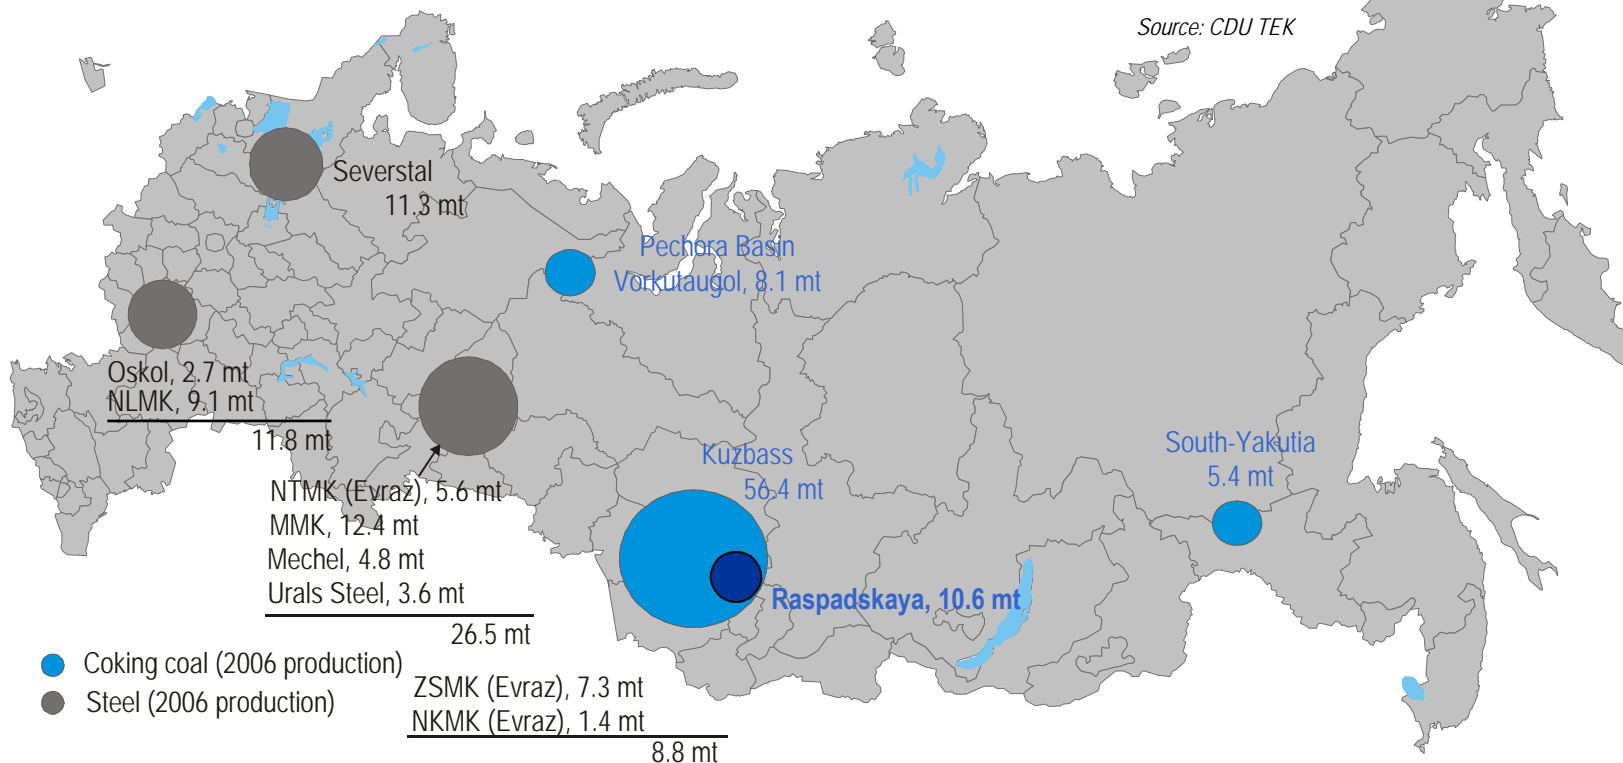 Source: CDU TEK
Severstal
11.3 mt
Pechora Basin
Vorkutaugol, 8.1 mt
Oskol, 2.7 mt
NLMK, 9.1 mt
11.8 mt
Kuzbass
56.4 mt
South-Yakutia
5.4 mt
NTMK (Evraz), 5.6 mt
MMK, 12.4 mt
Mechel, 4.8 mt
Urals Steel, 3.6 mt
26.5 mt
Raspadskaya, 10.6 mt
Coking coal (2006 production)
Steel (2006 production)
ZSMK (Evraz), 7.3 mt
NKMK (Evraz), 1.4 mt
8.8 mt